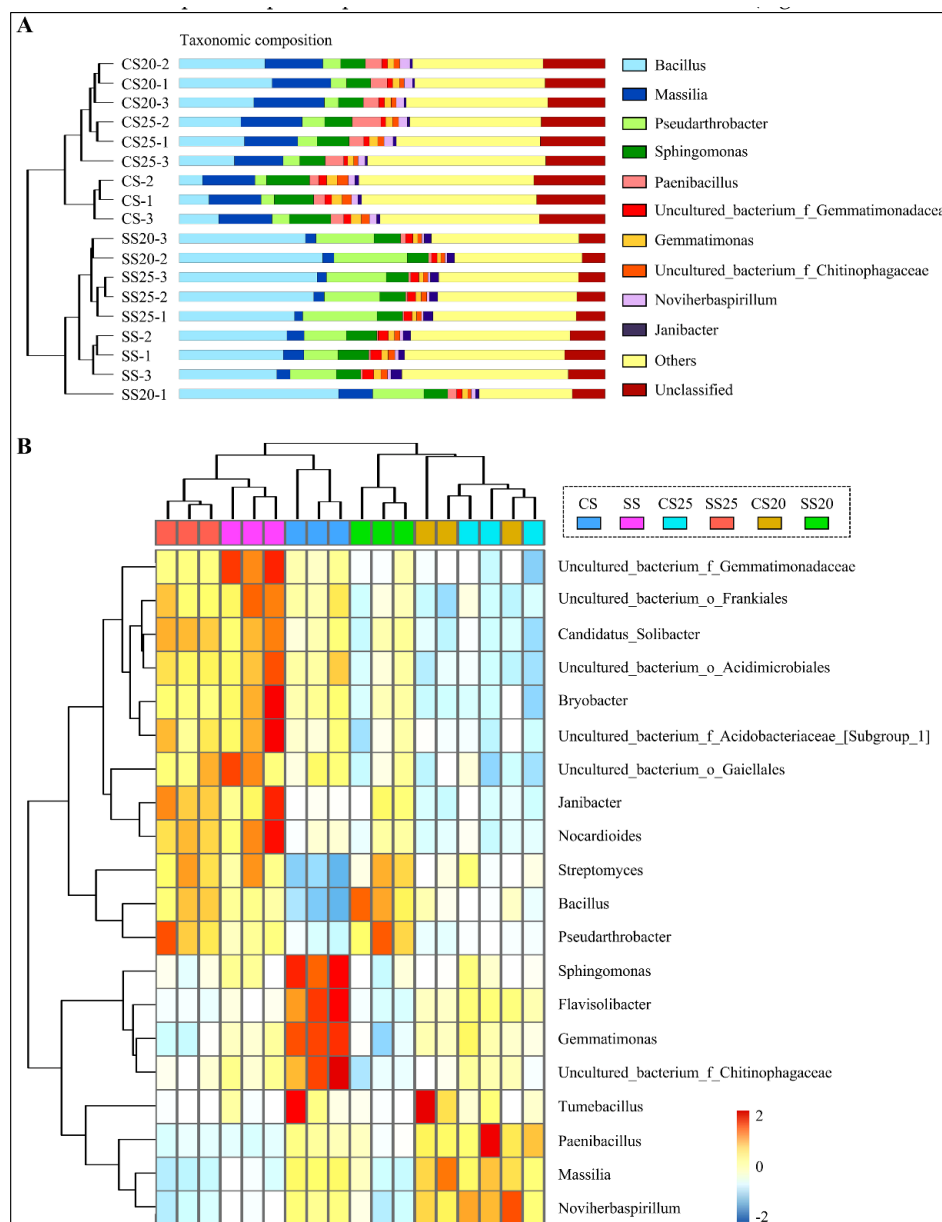 A
Taxonomic composition
CS20-2
CS20-1
CS20-3
CS25-2
CS25-1
CS25-3
CS-2
CS-1
CS-3
SS20-3
SS20-2
SS25-3
SS25-2
SS25-1
SS-2
SS-1
SS-3
SS20-1
Bacillus
Massilia
Pseudarthrobacter
Sphingomonas
Paenibacillus
Uncultured_bacterium_f_Gemmatimonadacea
Gemmatimonas
Uncultured_bacterium_f_Chitinophagaceae
Noviherbaspirillum
Janibacter
Others
Unclassified
B
CS SS CS25 SS25 CS20 SS20
Uncultured_bacterium_f_Gemmatimonadaceae
Uncultured_bacterium_o_Frankiales
Candidatus_Solibacter
Uncultured_bacterium_o_Acidimicrobiales
Bryobacter
Uncultured_bacterium_f_Acidobacteriaceae_[Subgroup_1]
Uncultured_bacterium_o_Gaiellales
Janibacter
Nocardioides
Streptomyces
Bacillus
Pseudarthrobacter
Sphingomonas
Flavisolibacter
Gemmatimonas
Uncultured_bacterium_f_Chitinophagaceae
Tumebacillus
Paenibacillus
Massilia
Noviherbaspirillum
2
0
-2